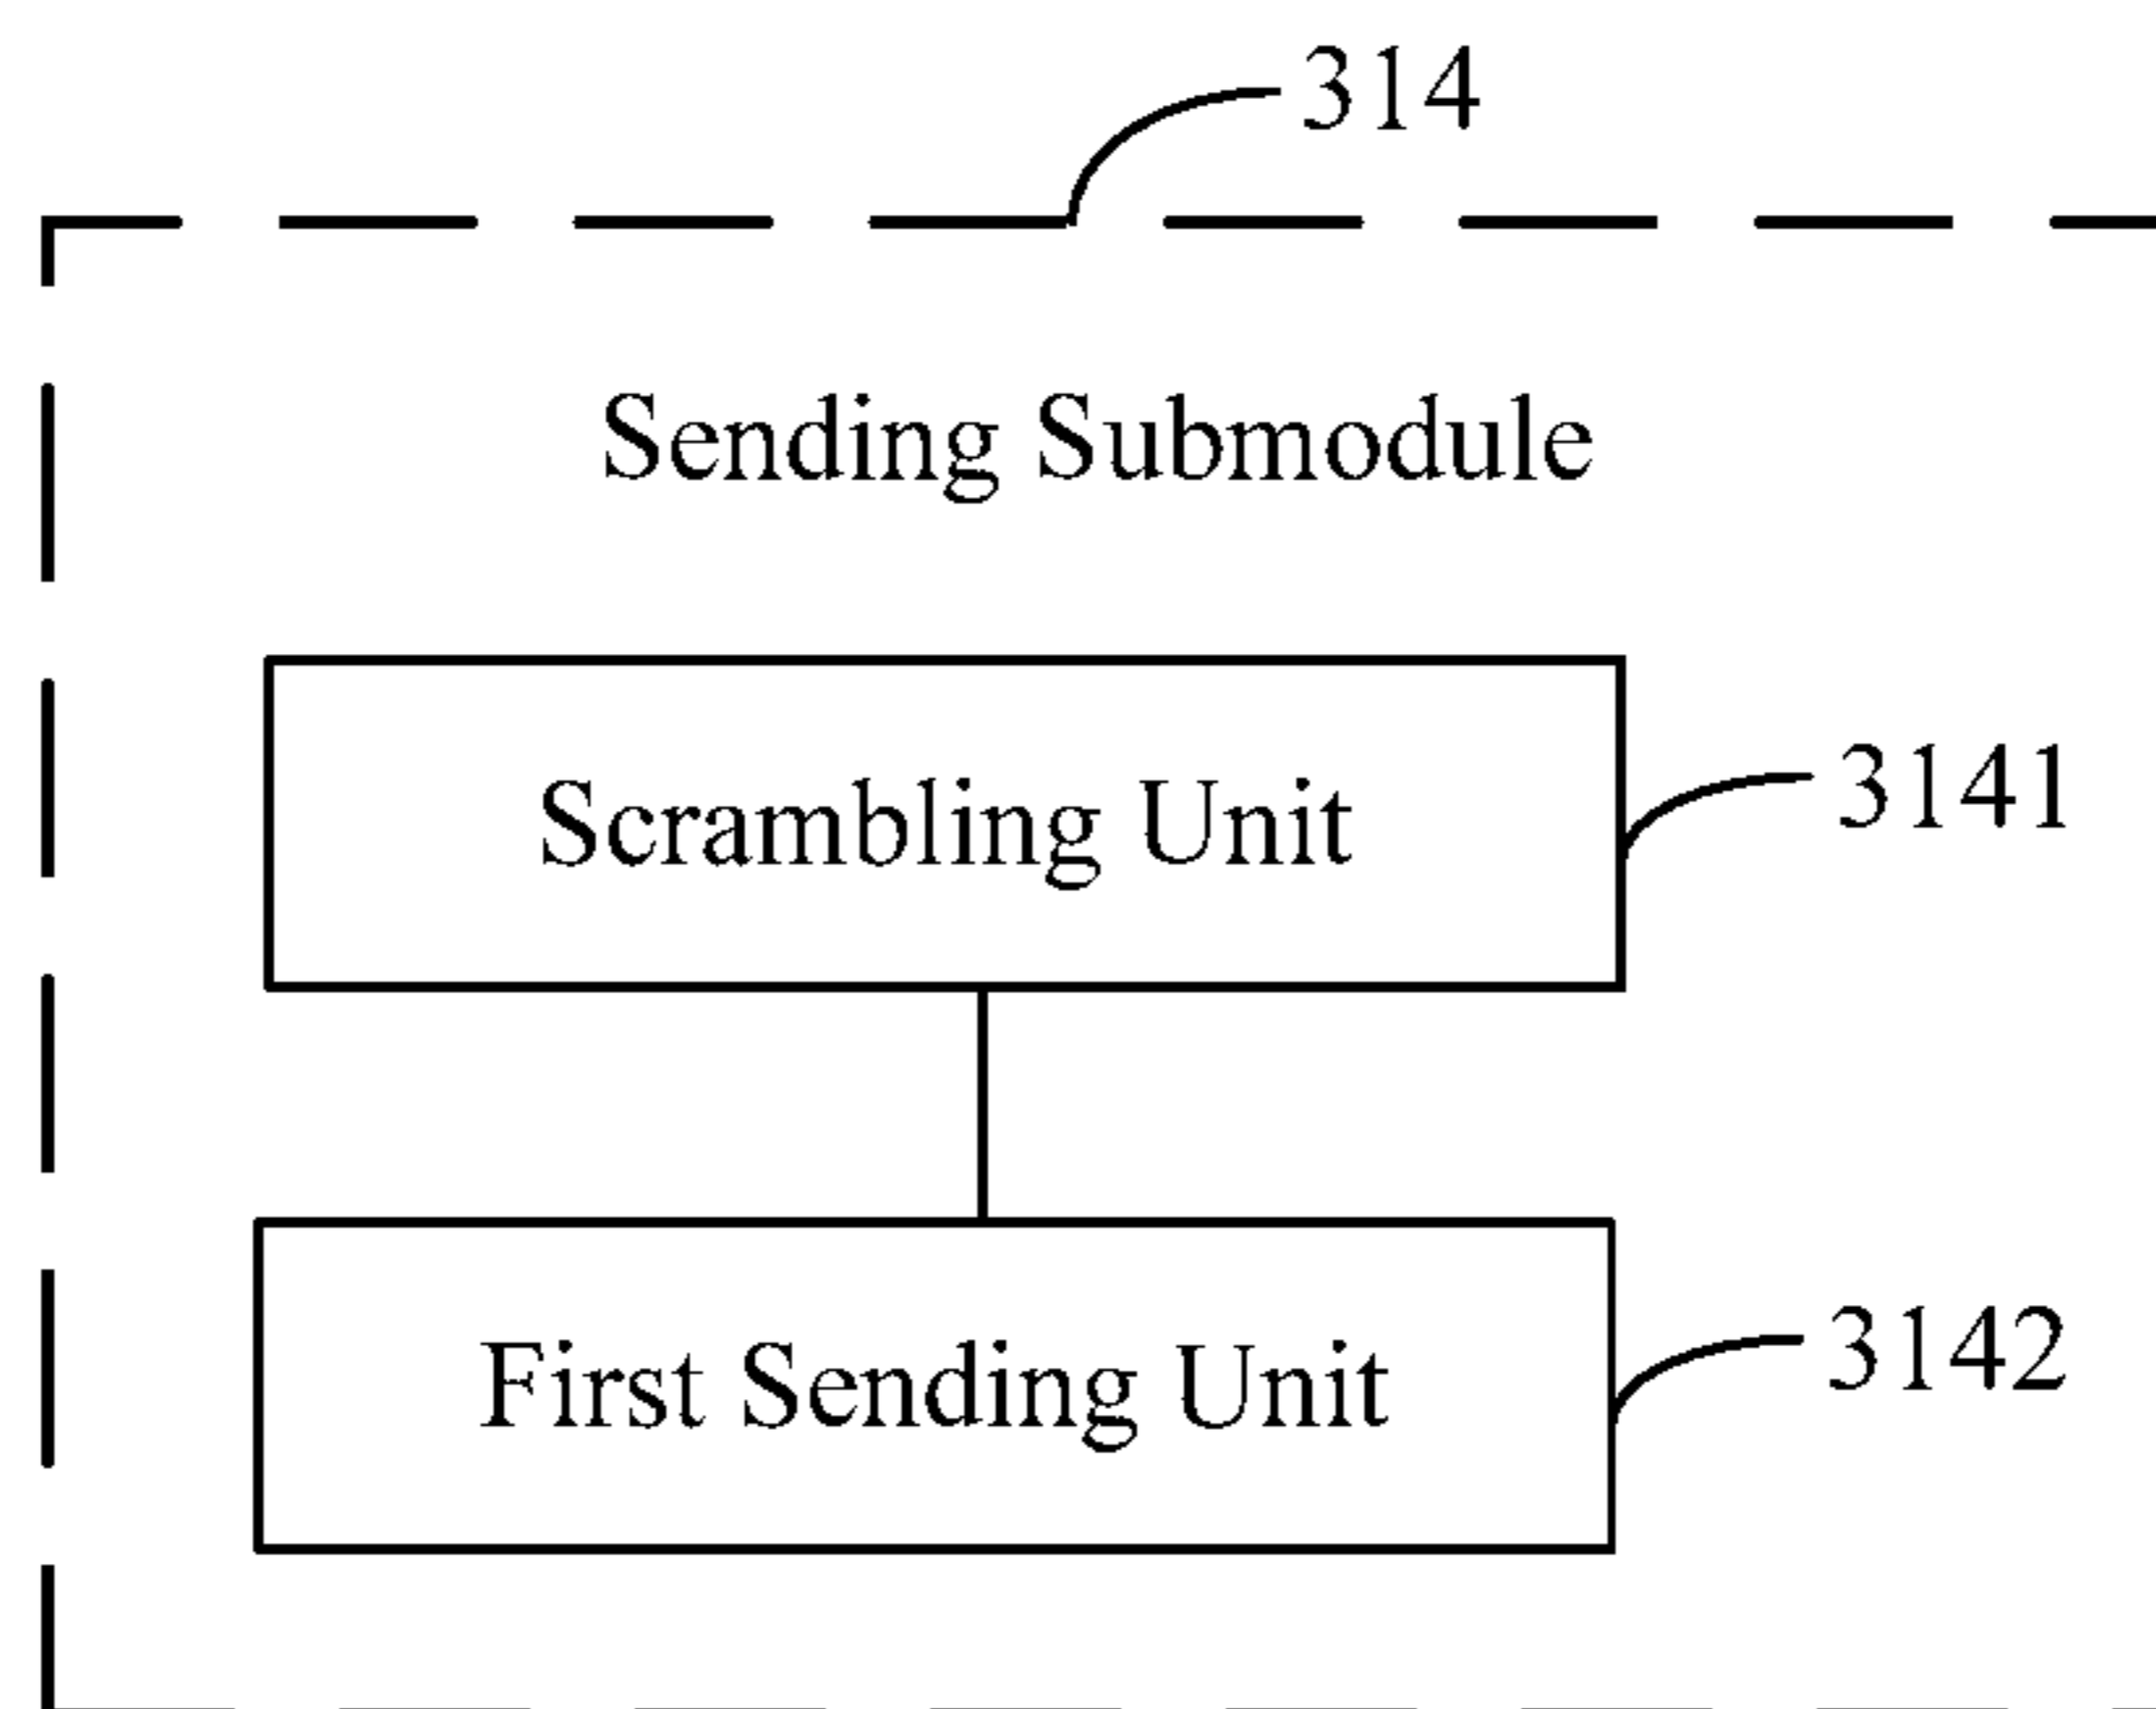 314
Sending Submodule
Scrambling Unit
3141
First Sending Unit
3142